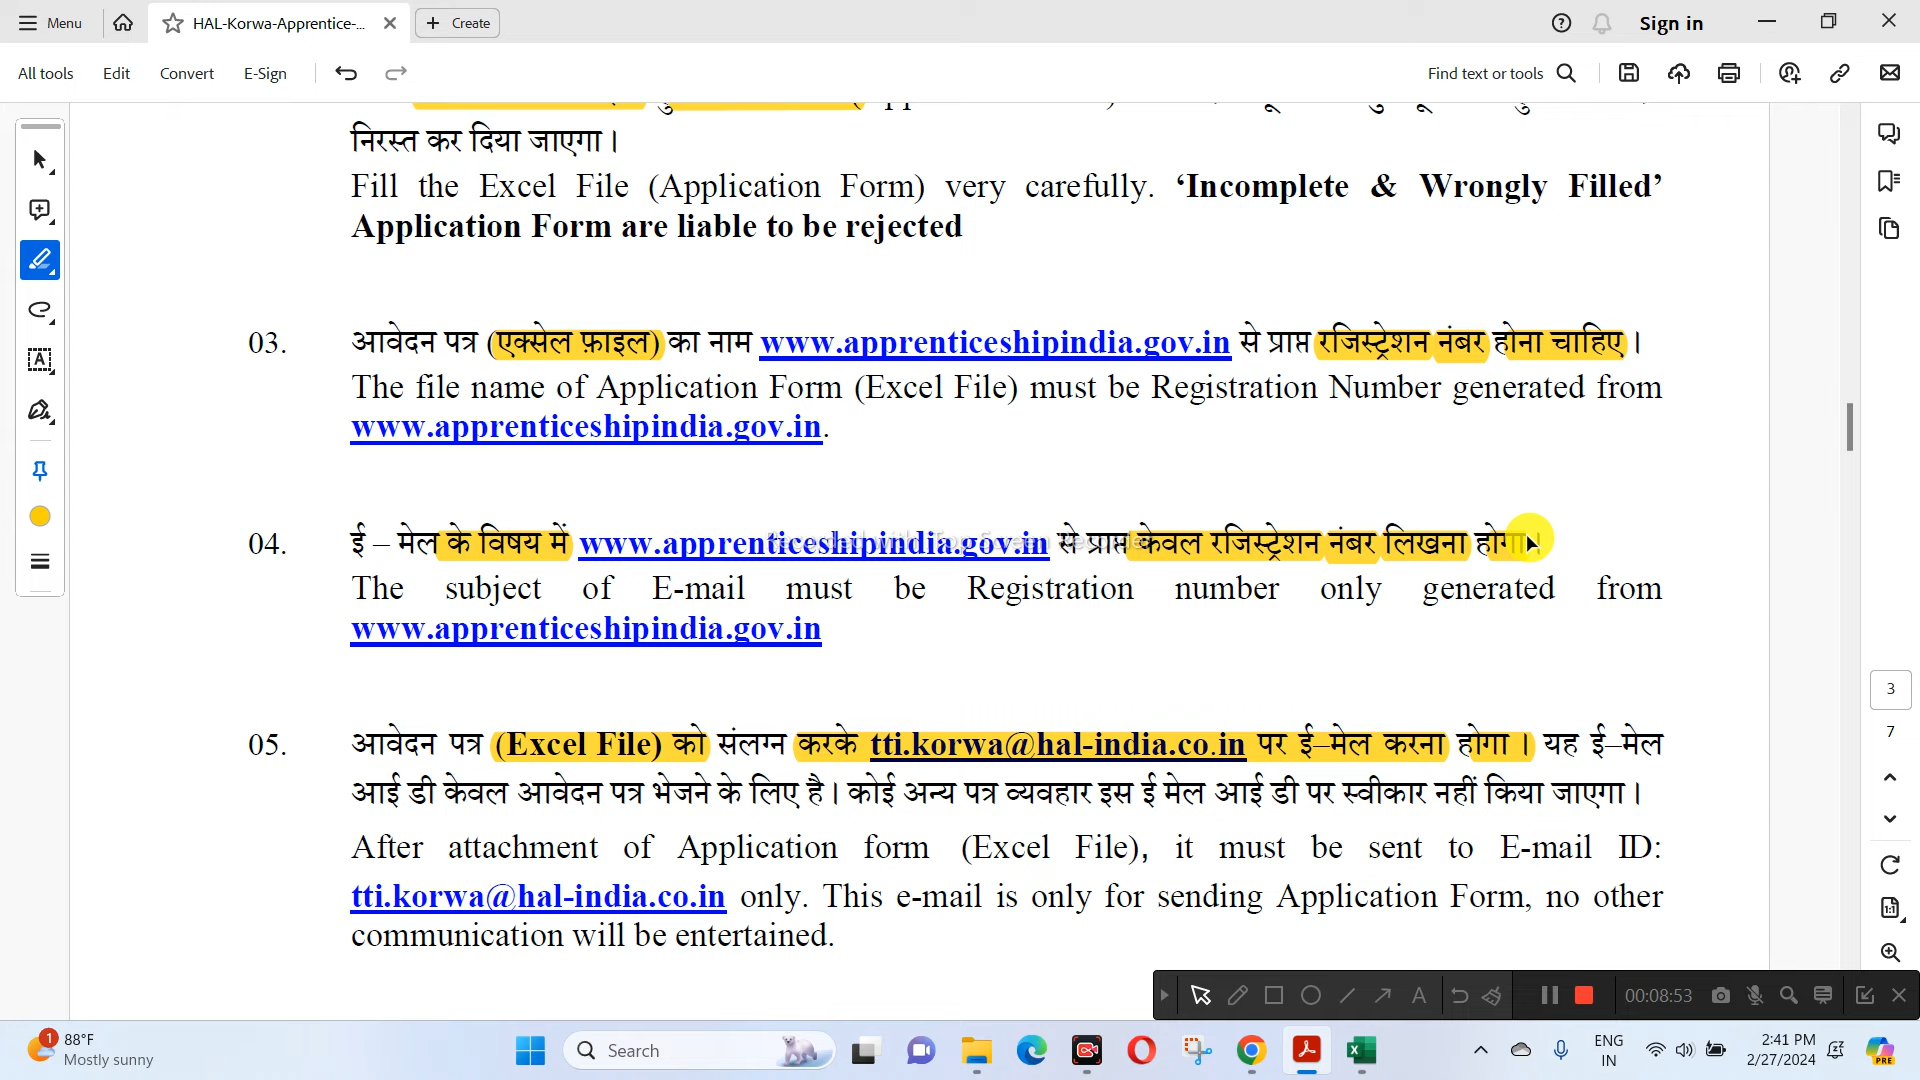 Menu
HAL-Korwa-Apprentice-...
Create
Sign in
All tools
Edit
Convert
E-Sign
Find text or tools
निरस्त कर दिया जाएगा।
Fill the Excel File (Application Form) very carefully. ‘Incomplete & Wrongly Filled’
Application Form are liable to be rejected
03. आवेदन पत्र (एक्सेल फ़ाइल) का नाम www.apprenticeshipindia.gov.in से प्राप्त रजिस्ट्रेशन नंबर होना चाहिए।
The file name of Application Form (Excel File) must be Registration Number generated from
www.apprenticeshipindia.gov.in.
04. ई – मेल के विषय में www.apprenticeshipindia.gov.in से प्राप्त केवल रजिस्ट्रेशन नंबर लिखना होगा।
Recorded with iTop Screen Recorder
The subject of E-mail must be Registration number only generated from
www.apprenticeshipindia.gov.in
05. आवेदन पत्र (Excel File) को संलग्न करके tti.korwa@hal-india.co.in पर ई–मेल करना होगा। यह ई–मेल
आई डी केवल आवेदन पत्र भेजने के लिए है। कोई अन्य पत्र व्यवहार इस ई मेल आई डी पर स्वीकार नहीं किया जाएगा।
After attachment of Application form (Excel File), it must be sent to E-mail ID:
tti.korwa@hal-india.co.in only. This e-mail is only for sending Application Form, no other
communication will be entertained.
3
7
00:08:53
1
88°F
Mostly sunny
Search
ENG
IN
2:41 PM
2/27/2024
PRE